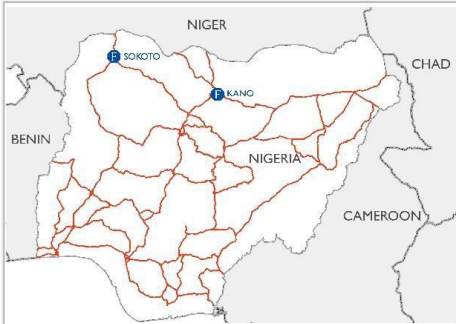 NIGER
F SOKOTO
CHAD
F KANO
BENIN
NIGERIA
CAMEROON